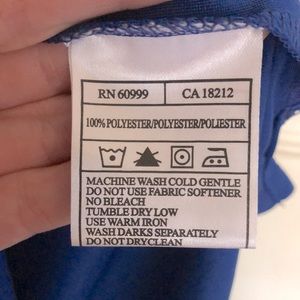 RN 60999 CA 18212
100% POLYESTER/POLYESTER/POLIESTER
MACHINE WASH COLD GENTLE
DO NOT USE FABRIC SOFTENER
NO BLEACH
TUMBLE DRY LOW
USE WARM IRON
WASH DARKS SEPARATELY
DO NOT DRYCLEAN